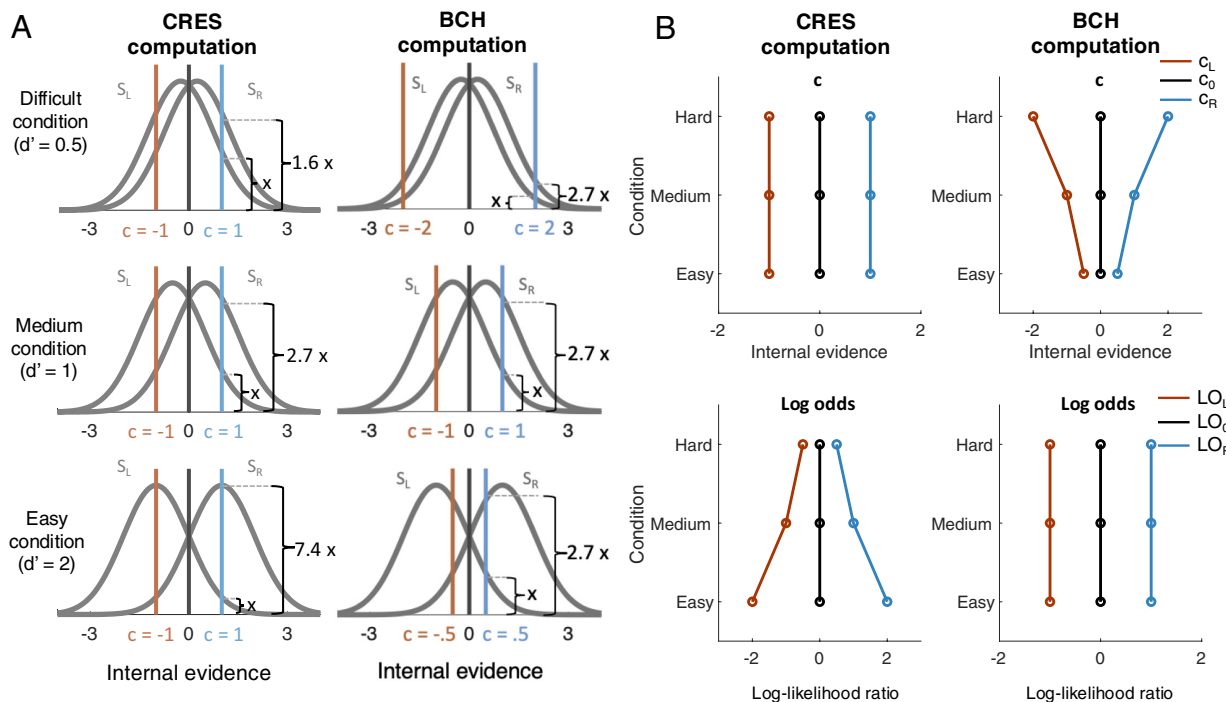 A
CRES
computation
BCH
computation
Difficult
condition
(d' = 0.5)
S_L
S_R
1.6 x
x
-3
c = -1
0
c = 1
3
S_L
S_R
2.7 x
x
-3
c = -2
0
c = 2
3
Medium
condition
(d' = 1)
S_L
S_R
2.7 x
x
-3
c = -1
0
c = 1
3
S_L
S_R
2.7 x
x
-3
c = -1
0
c = 1
3
Easy
condition
(d' = 2)
S_L
S_R
7.4 x
x
-3
c = -1
0
c = 1
3
S_L
S_R
2.7 x
x
-3
c = -.5
0
c = .5
3
Internal evidence
Internal evidence
B
CRES
computation
BCH
computation
c
Hard
Medium
Easy
Condition
-2
0
2
Internal evidence
c
c_L
c_0
c_R
Hard
Medium
Easy
-2
0
2
Internal evidence
Log odds
Hard
Medium
Easy
Condition
-2
0
2
Log-likelihood ratio
Log odds
LO_L
LO
LO
Hard
Medium
Easy
-2
0
2
Log-likelihood ratio